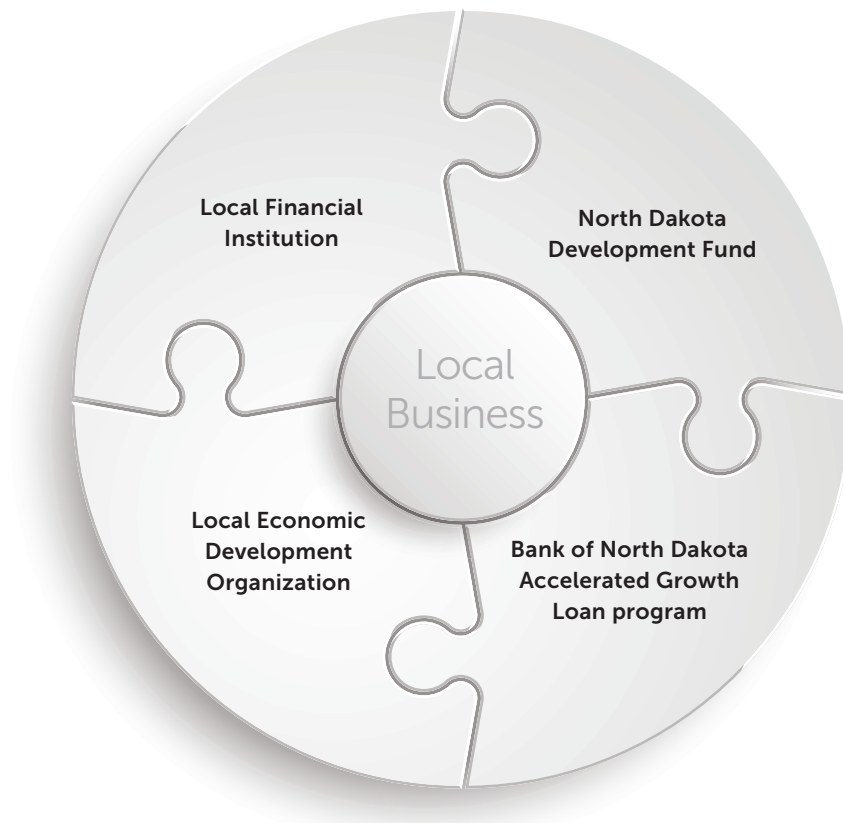 Local Financial
Institution
North Dakota
Development Fund
Local
Business
Local Economic
Development
Organization
Bank of North Dakota
Accelerated Growth
Loan program